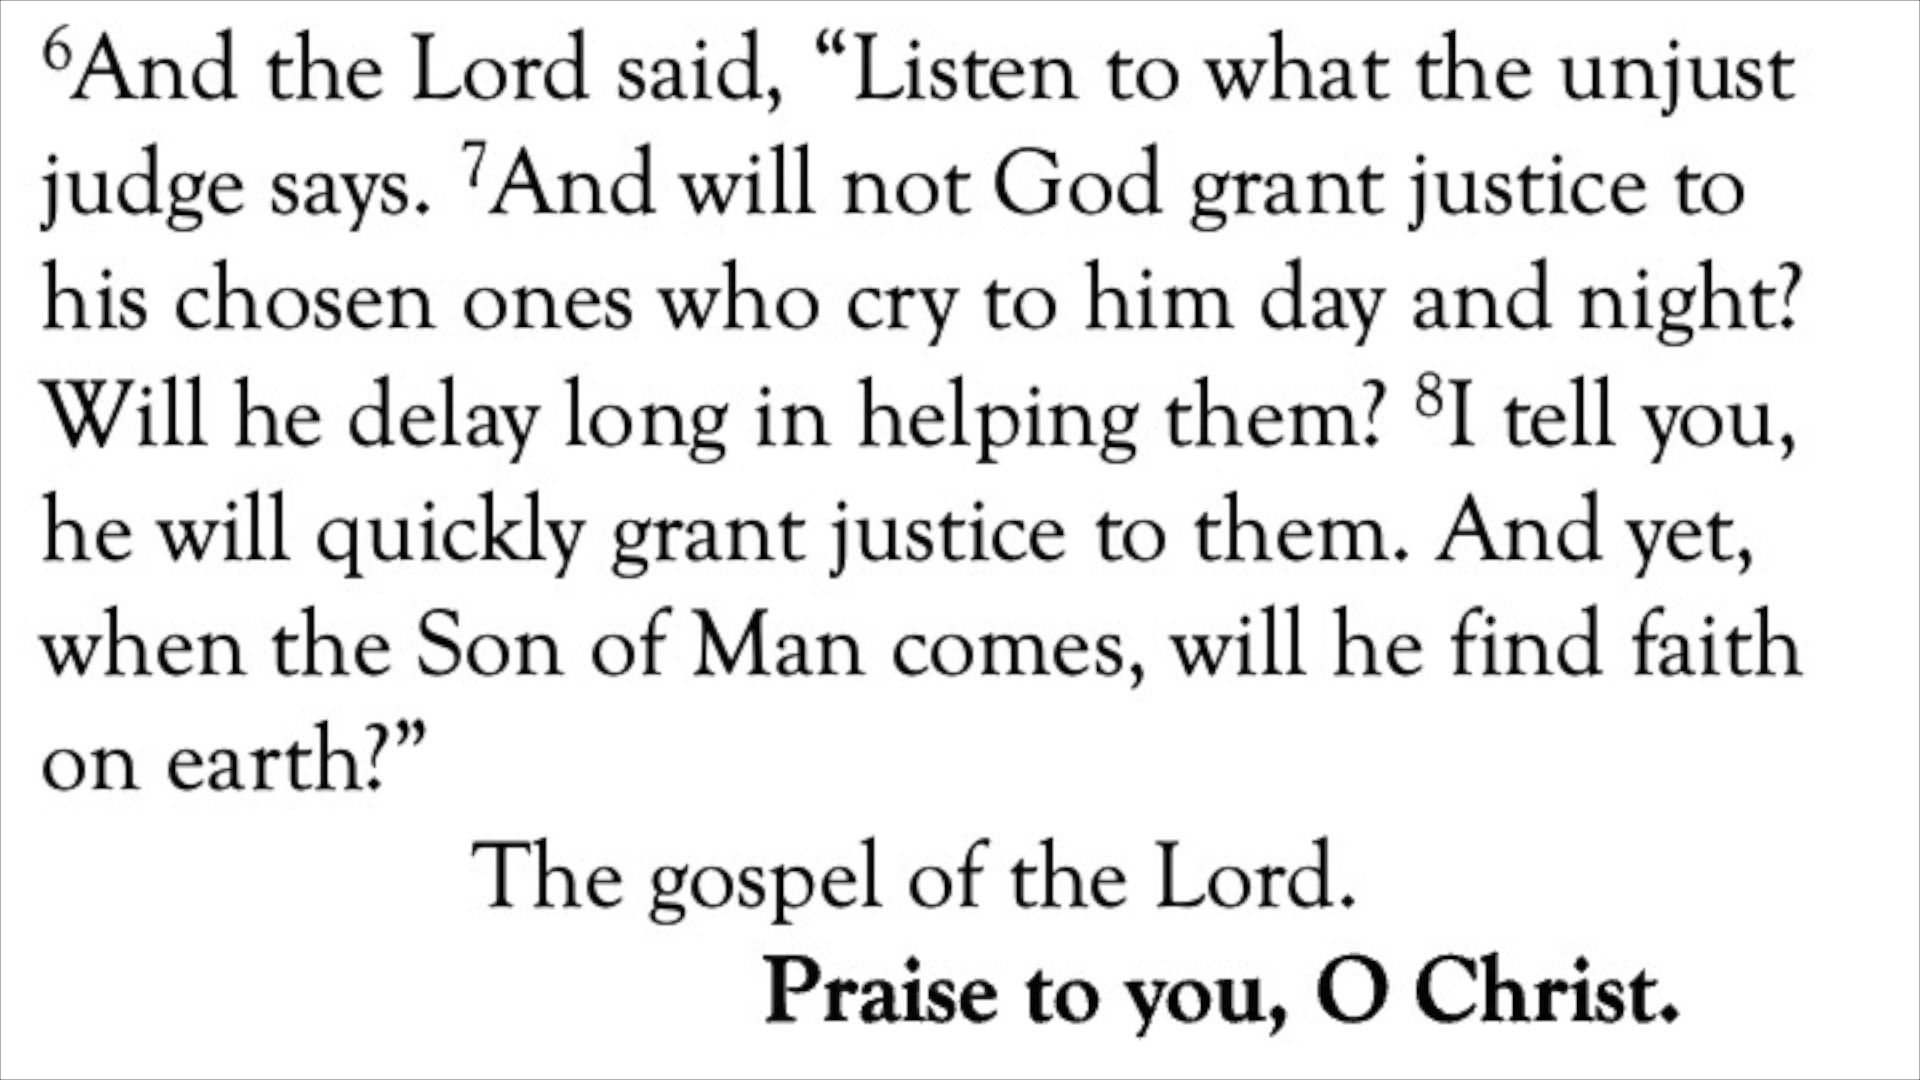 ⁶And the Lord said, “Listen to what the unjust
judge says. ⁷And will not God grant justice to
his chosen ones who cry to him day and night?
Will he delay long in helping them? ⁸I tell you,
he will quickly grant justice to them. And yet,
when the Son of Man comes, will he find faith
on earth?”
The gospel of the Lord.
Praise to you, O Christ.